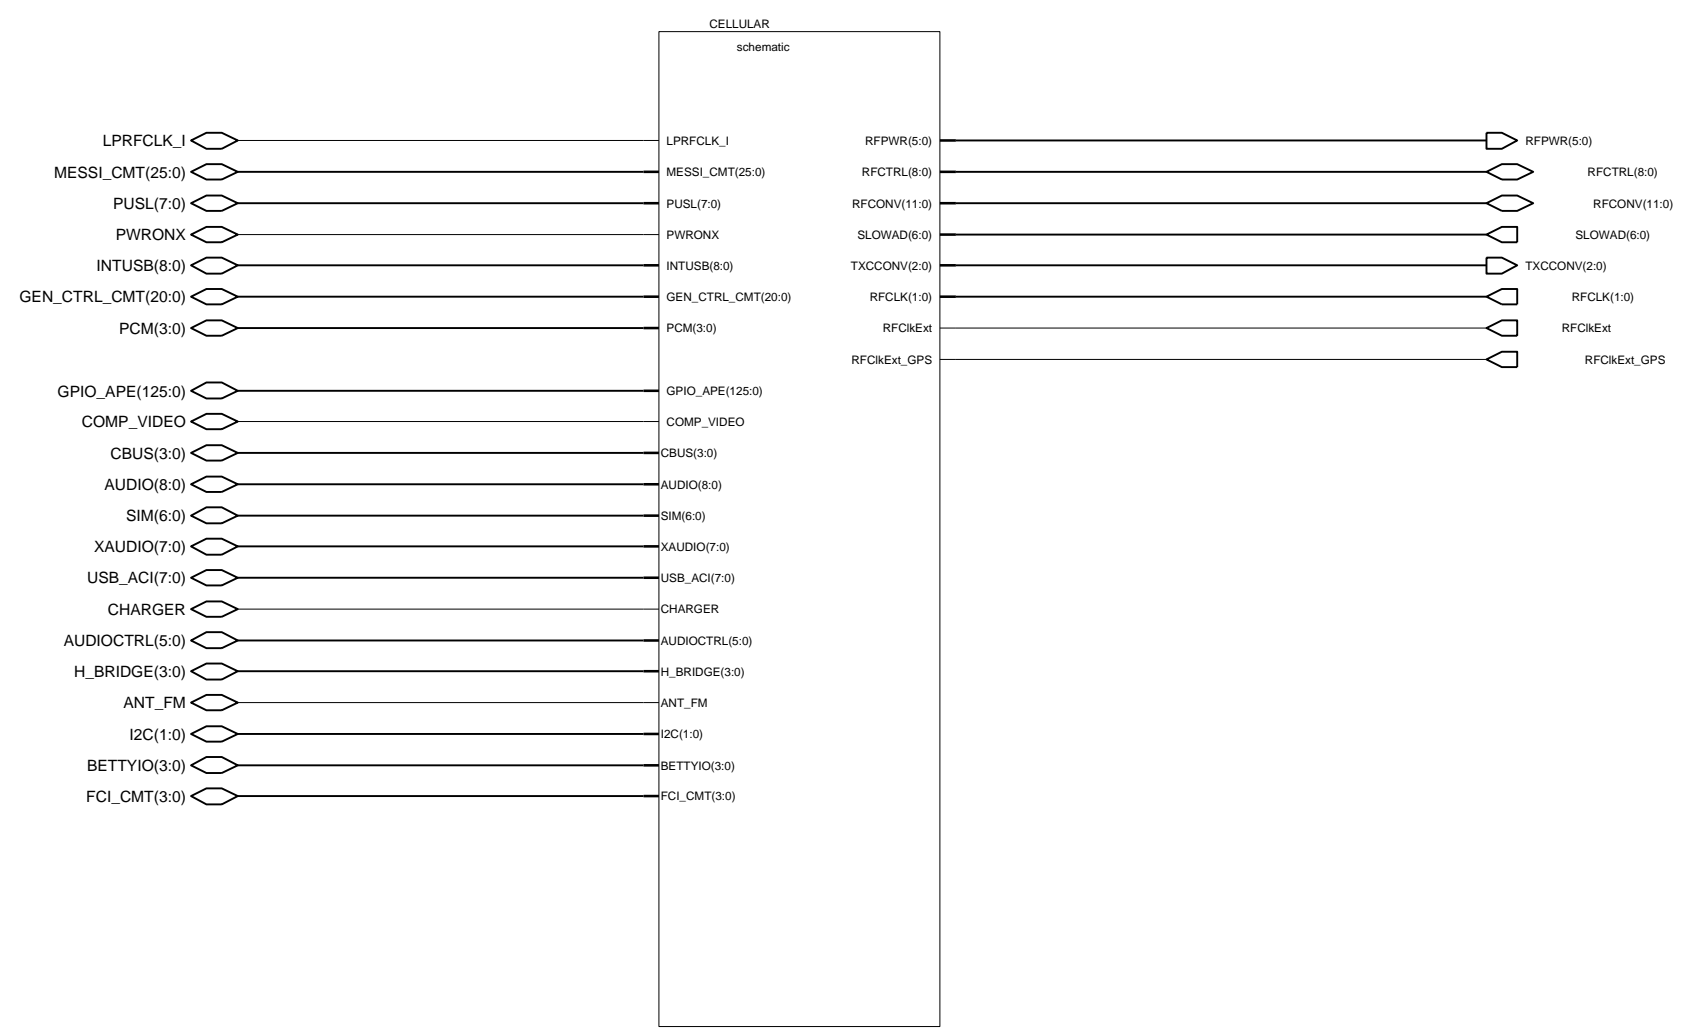 CELLULAR
schematic
LPRFCLK_I LPRFCLK_I RFPWR(5:0) RFPWR(5:0)
MESSI_CMT(25:0) MESSI_CMT(25:0) RFCTRL(8:0) RFCTRL(8:0)
PUSL(7:0) PUSL(7:0) RFCONV(11:0) RFCONV(11:0)
PWRONX PWRONX SLOWAD(6:0) SLOWAD(6:0)
INTUSB(8:0) INTUSB(8:0) TXCCONV(2:0) TXCCONV(2:0)
GEN_CTRL_CMT(20:0) GEN_CTRL_CMT(20:0) RFCLK(1:0) RFCLK(1:0)
PCM(3:0) PCM(3:0) RFClkExt RFClkExt
RFClkExt_GPS RFClkExt_GPS
GPIO_APE(125:0) GPIO_APE(125:0)
COMP_VIDEO COMP_VIDEO
CBUS(3:0) CBUS(3:0)
AUDIO(8:0) AUDIO(8:0)
SIM(6:0) SIM(6:0)
XAUDIO(7:0) XAUDIO(7:0)
USB_ACI(7:0) USB_ACI(7:0)
CHARGER CHARGER
AUDIOCTRL(5:0) AUDIOCTRL(5:0)
H_BRIDGE(3:0) H_BRIDGE(3:0)
ANT_FM ANT_FM
I2C(1:0) I2C(1:0)
BETTYIO(3:0) BETTYIO(3:0)
FCI_CMT(3:0) FCI_CMT(3:0)